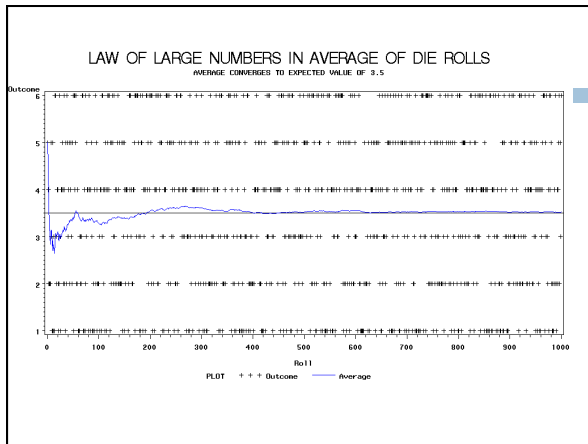 LAW OF LARGE NUMBERS IN AVERAGE OF DIE ROLLS
AVERAGE CONVERGES TO EXPECTED VALUE OF 3.5
Outcome
6
5
4
3
2
1
0 100 200 300 400 500 600 700 800 900 1000
Roll
PLOT + + + Outcome Average